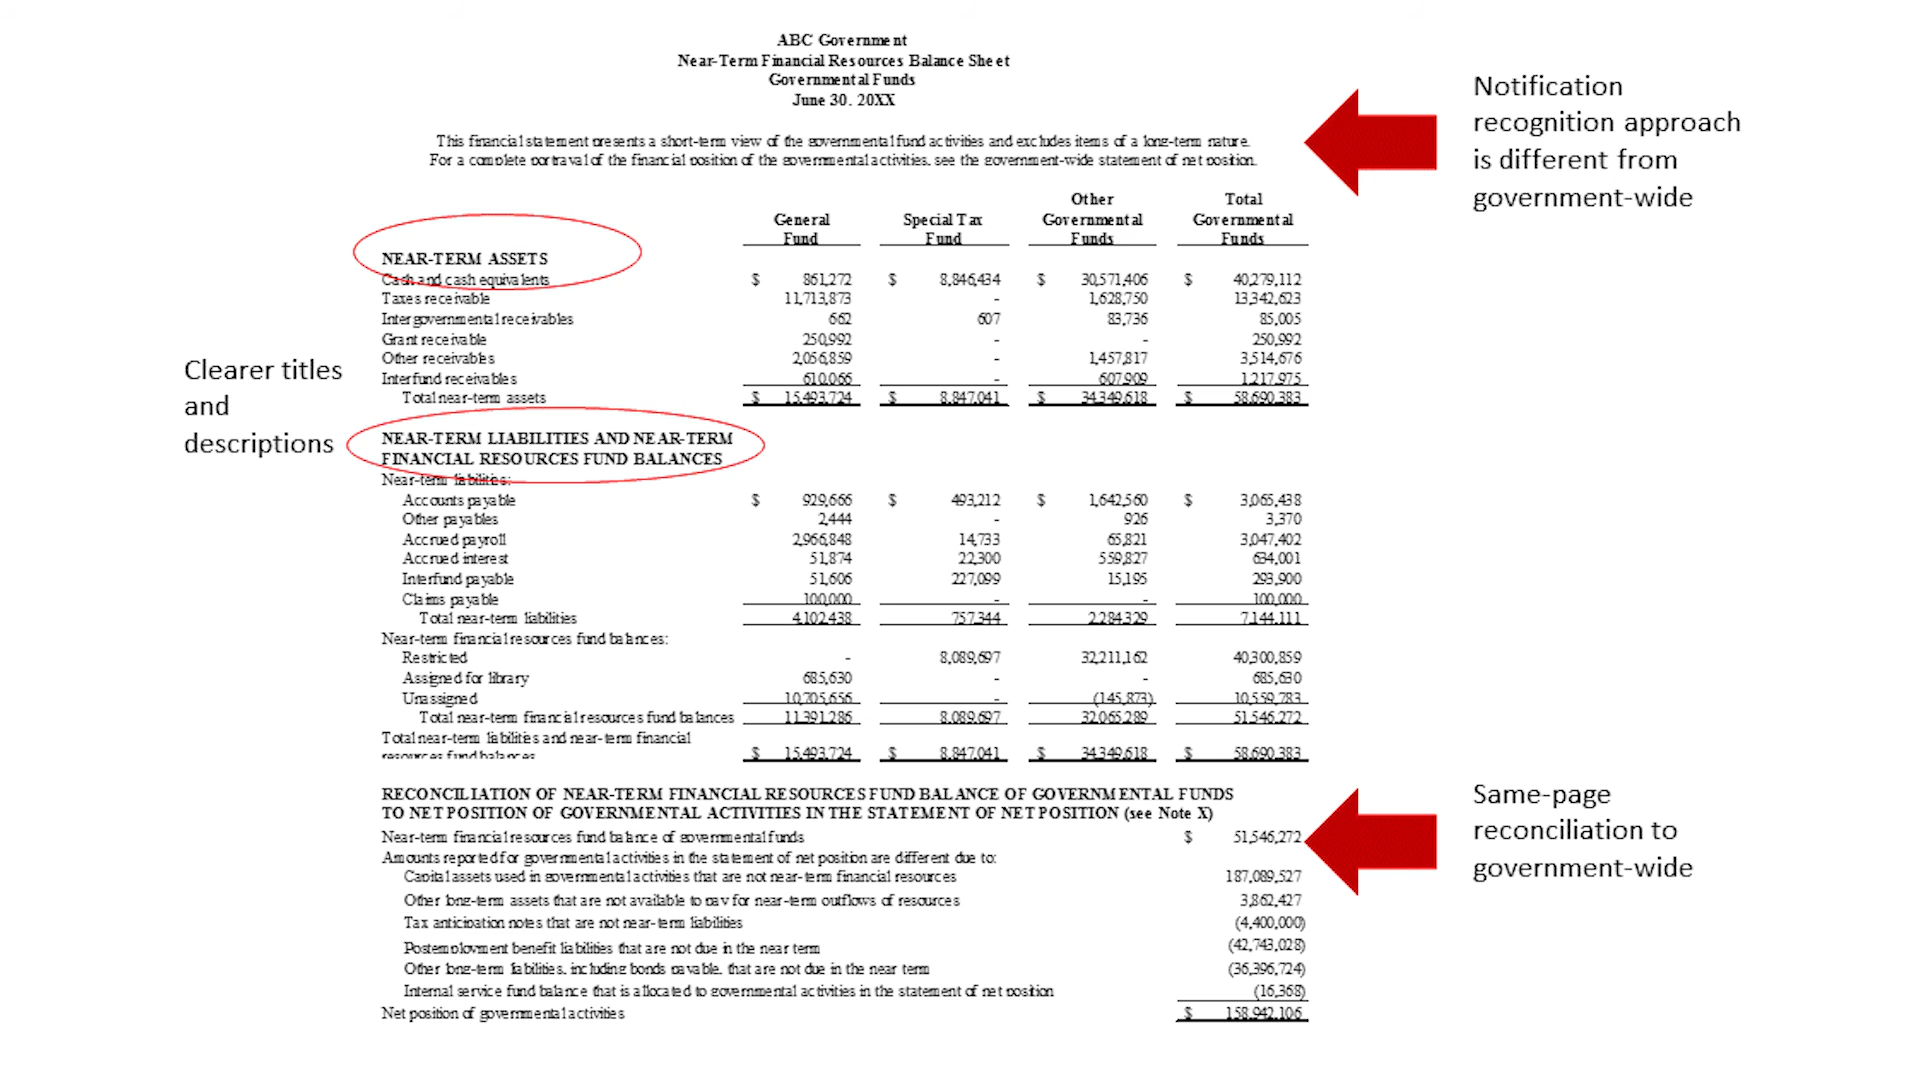 ABC Government
Near-Term Financial Resources Balance Sheet
Governmental Funds
June 30, 20XX
This financial statement presents a short-term view of the governmental fund activities and excludes items of a long-term nature.
For a complete portrayal of the financial position of the governmental activities, see the government-wide statement of net position.
Notification
recognition approach
is different from
government-wide
Other Total
General Special Tax Governmental Governmental
Fund Fund Funds Funds
NEAR-TERM ASSETS
Cash and cash equivalents $ 861,272 $ 8,846,434 $ 30,571,406 $ 40,279,112
Taxes receivable 11,713,873 - 1,628,750 13,342,623
Intergovernmental receivables 662 607 83,736 85,005
Grant receivable 250,992 - - 250,992
Other receivables 2,056,859 - 1,457,817 3,514,676
Interfund receivables 610,066 - 607,909 1,217,975
Total near-term assets $ 15,493,724 $ 8,847,041 $ 34,349,618 $ 58,690,383
Clearer titles
and
descriptions
NEAR-TERM LIABILITIES AND NEAR-TERM
FINANCIAL RESOURCES FUND BALANCES
Near-term liabilities:
Accounts payable $ 929,666 $ 493,212 $ 1,642,560 $ 3,065,438
Other payables 2,444 - 926 3,370
Accrued payroll 2,966,848 14,733 65,821 3,047,402
Accrued interest 51,874 22,300 559,827 634,001
Interfund payable 51,606 227,099 15,195 293,900
Claims payable 100,000 - - 100,000
Total near-term liabilities 4,102,438 757,344 2,284,329 7,144,111
Near-term financial resources fund balances:
Restricted - 8,089,697 32,211,162 40,300,859
Assigned for library 685,630 - - 685,630
Unassigned 10,705,656 - (145,873) 10,559,783
Total near-term financial resources fund balances 11,391,286 8,089,697 32,065,289 51,546,272
Total near-term liabilities and near-term financial
resources fund balances $ 15,493,724 $ 8,847,041 $ 34,349,618 $ 58,690,383
RECONCILIATION OF NEAR-TERM FINANCIAL RESOURCES FUND BALANCE OF GOVERNMENTAL FUNDS
TO NET POSITION OF GOVERNMENTAL ACTIVITIES IN THE STATEMENT OF NET POSITION (see Note X)
Near-term financial resources fund balance of governmental funds $ 51,546,272
Amounts reported for governmental activities in the statement of net position are different due to:
Capital assets used in governmental activities that are not near-term financial resources 187,089,527
Other long-term assets that are not available to pay for near-term outflows of resources 3,862,427
Tax anticipation notes that are not near-term liabilities (4,400,000)
Postemployment benefit liabilities that are not due in the near term (42,743,028)
Other long-term liabilities, including bonds payable, that are not due in the near term (36,396,724)
Internal service fund balance that is allocated to governmental activities in the statement of net position (16,368)
Net position of governmental activities $ 158,942,106
Same-page
reconciliation to
government-wide